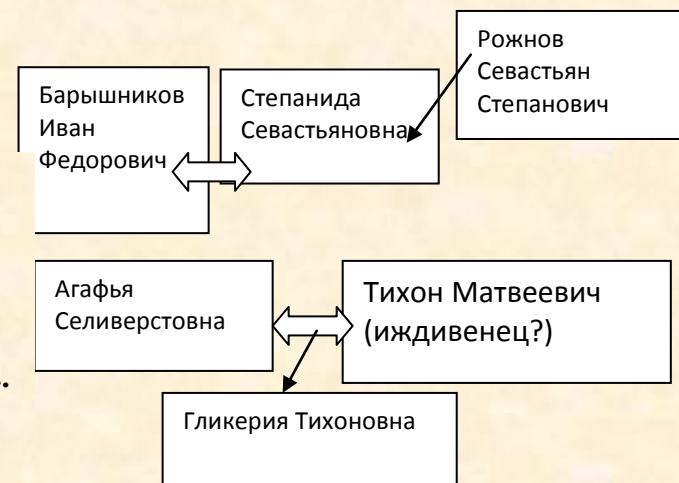 Рожнов
Севастьян
Степанович
Барышников
Иван
Федорович
Степанида
Севастьяновна
Агафья
Селиверстовна
Тихон Матвеевич
(иждивенец?)
Гликерия Тихоновна